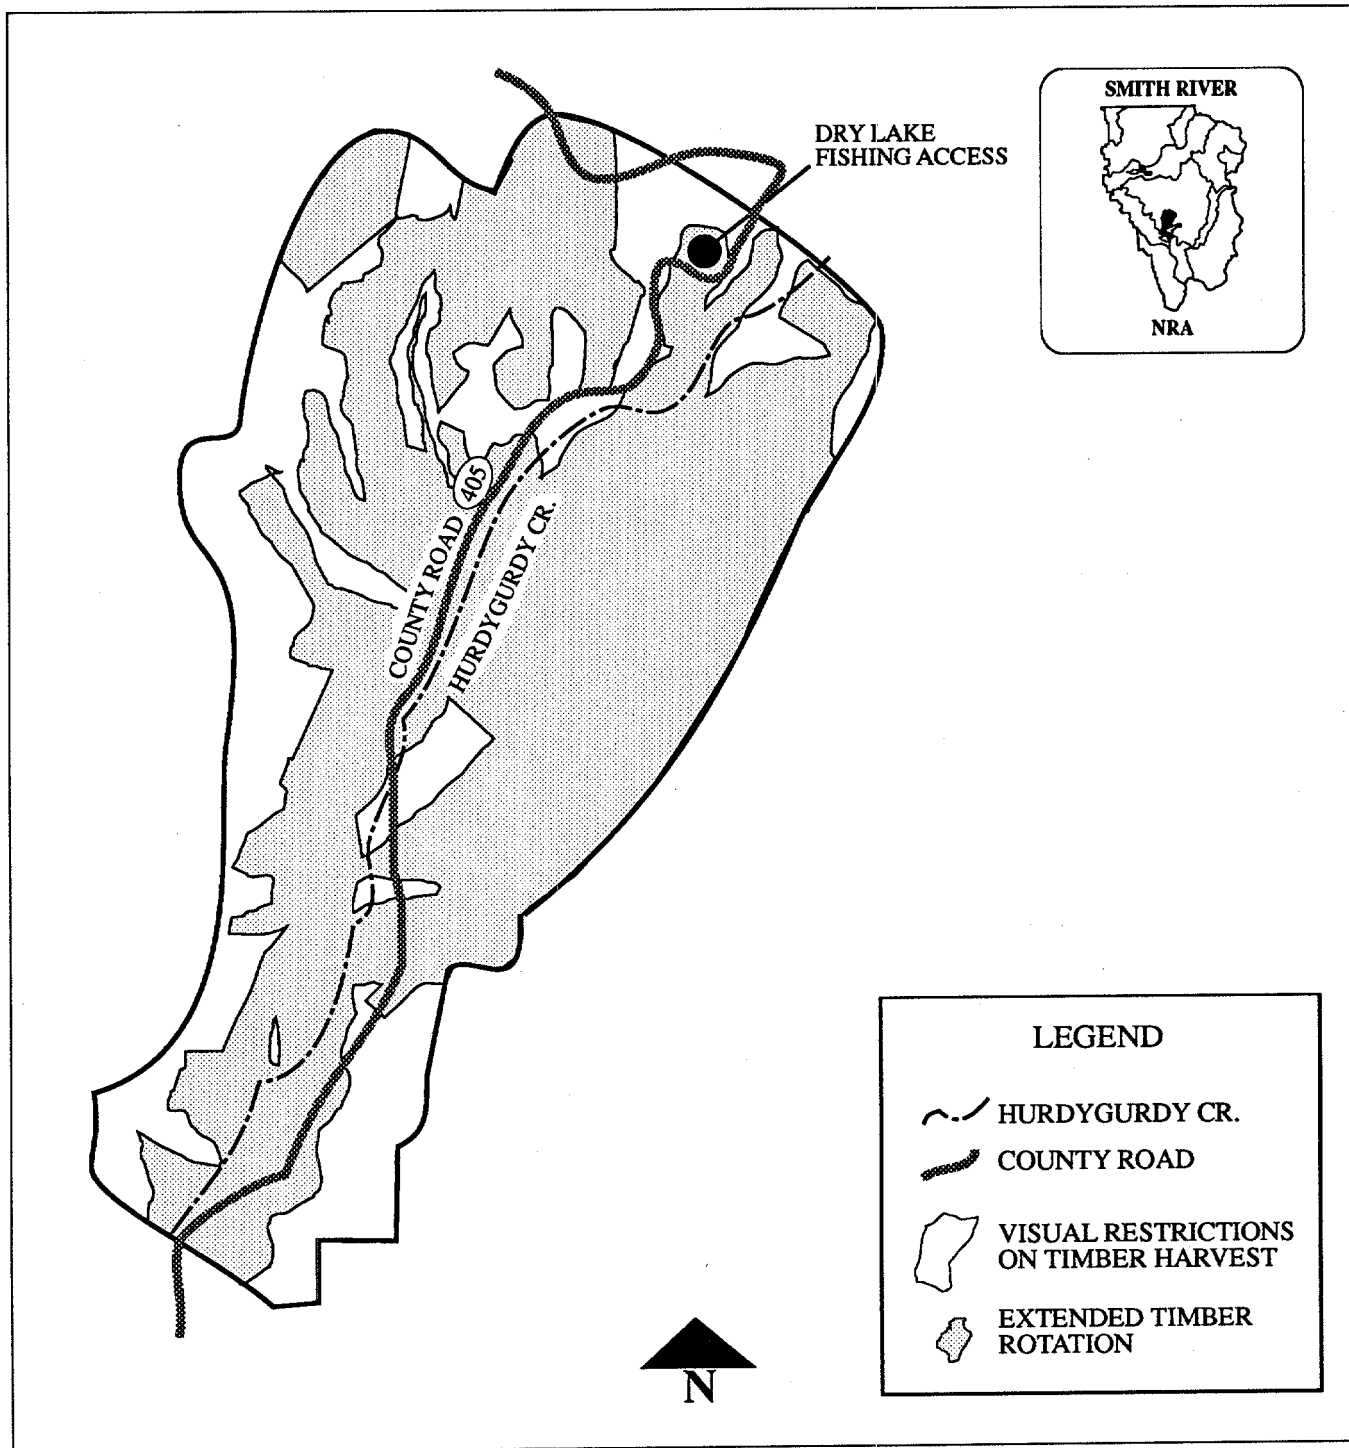 SMITH RIVER
NRA
DRY LAKE
FISHING ACCESS
405
COUNTY ROAD
HURDYGURDY CR.
LEGEND
HURDYGURDY CR.
COUNTY ROAD
VISUAL RESTRICTIONS
ON TIMBER HARVEST
EXTENDED TIMBER
ROTATION
N